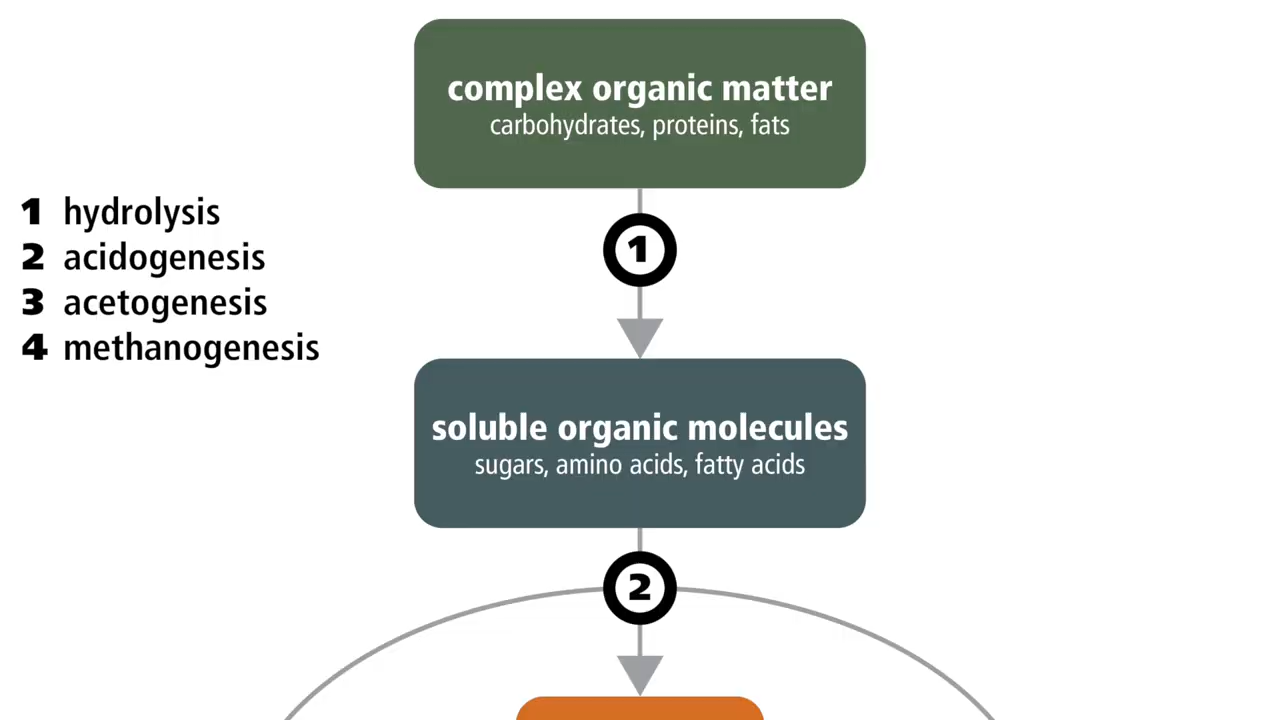 complex organic matter
carbohydrates, proteins, fats
1 hydrolysis
2 acidogenesis
3 acetogenesis
4 methanogenesis
1
soluble organic molecules
sugars, amino acids, fatty acids
2